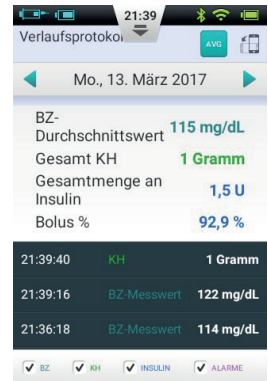 21:39
Verlaufsprotokol
AVG
Mo., 13. März 2017
BZ-
Durchschnittswert 115 mg/dL
Gesamt KH 1 Gramm
Gesamtmenge an
Insulin 1,5 U
Bolus % 92,9 %
21:39:40 KH 1 Gramm
21:39:16 BZ-Messwert 122 mg/dL
21:36:18 BZ-Messwert 114 mg/dL
BZ KH INSULIN ALARME